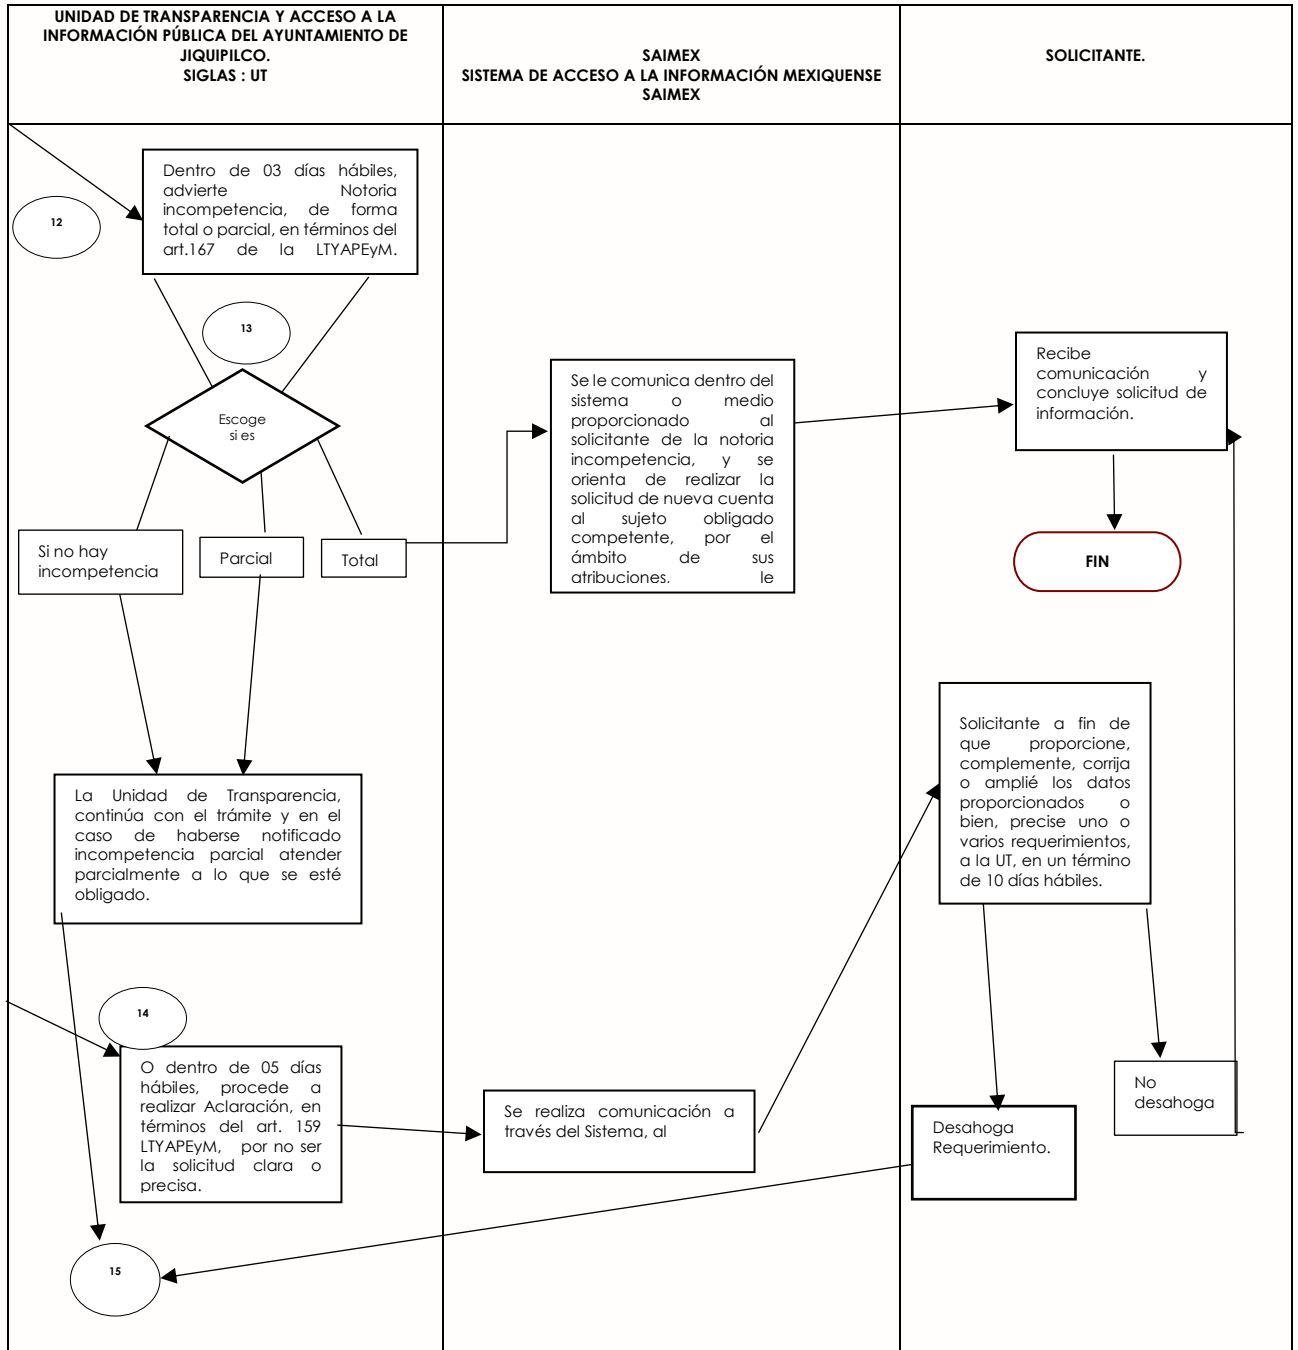 UNIDAD DE TRANSPARENCIA Y ACCESO A LA
INFORMACIÓN PÚBLICA DEL AYUNTAMIENTO DE
JIQUIPILCO.
SIGLAS : UT
SAIMEX
SISTEMA DE ACCESO A LA INFORMACIÓN MEXIQUENSE
SAIMEX
SOLICITANTE.
Dentro de 03 días hábiles,
advierte Notoria
incompetencia, de forma
total o parcial, en términos del
art.167 de la LTYAPEyM.
12
13
Escoge
si es
Si no hay
incompetencia
Parcial
Total
Se le comunica dentro del
sistema o medio
proporcionado al
solicitante de la notoria
incompetencia, y se
orienta de realizar la
solicitud de nueva cuenta
al sujeto obligado
competente, por el
ámbito de sus
atribuciones. le
Recibe
comunicación y
concluye solicitud de
información.
FIN
La Unidad de Transparencia,
continúa con el trámite y en el
caso de haberse notificado
incompetencia parcial atender
parcialmente a lo que se esté
obligado.
Solicitante a fin de
que proporcione,
complemente, corrija
o amplié los datos
proporcionados o
bien, precise uno o
varios requerimientos,
a la UT, en un término
de 10 días hábiles.
14
O dentro de 05 días
hábiles, procede a
realizar Aclaración, en
términos del art. 159
LTYAPEyM, por no ser
la solicitud clara o
precisa.
Se realiza comunicación a
través del Sistema, al
No
desahoga
Desahoga
Requerimiento.
15